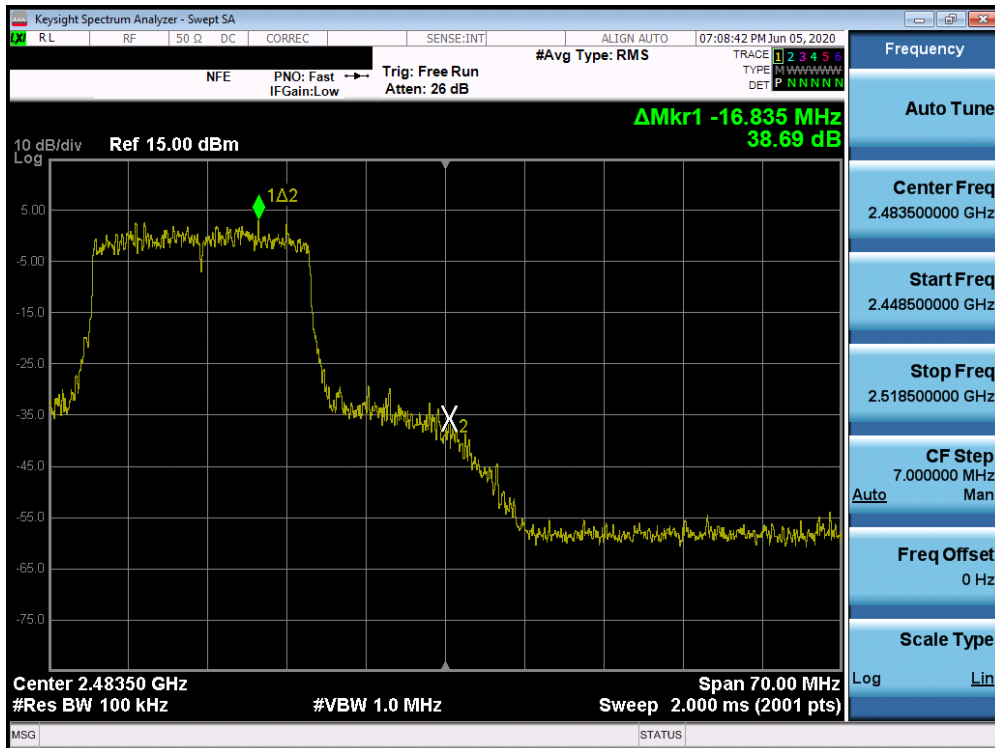 Keysight Spectrum Analyzer - Swept SA
LXI RL RF 50 Ω DC CORREC SENSE:INT ALIGN AUTO 07:08:42 PM Jun 05, 2020
#Avg Type: RMS TRACE 1 2 3 4 5 6
NFE PNO: Fast Trig: Free Run TYPE M WWWWW
IFGain:Low Atten: 26 dB DET P N N N N N
ΔMkr1 -16.835 MHz
38.69 dB
10 dB/div Ref 15.00 dBm
Log
1Δ2
5.00
-5.00
-15.0
-25.0
-35.0
2
-45.0
-55.0
-65.0
-75.0
Center 2.48350 GHz Span 70.00 MHz
#Res BW 100 kHz #VBW 1.0 MHz Sweep 2.000 ms (2001 pts)
MSG STATUS
Frequency
Auto Tune
Center Freq
2.483500000 GHz
Start Freq
2.448500000 GHz
Stop Freq
2.518500000 GHz
CF Step
7.000000 MHz
Auto Man
Freq Offset
0 Hz
Scale Type
Log Lin